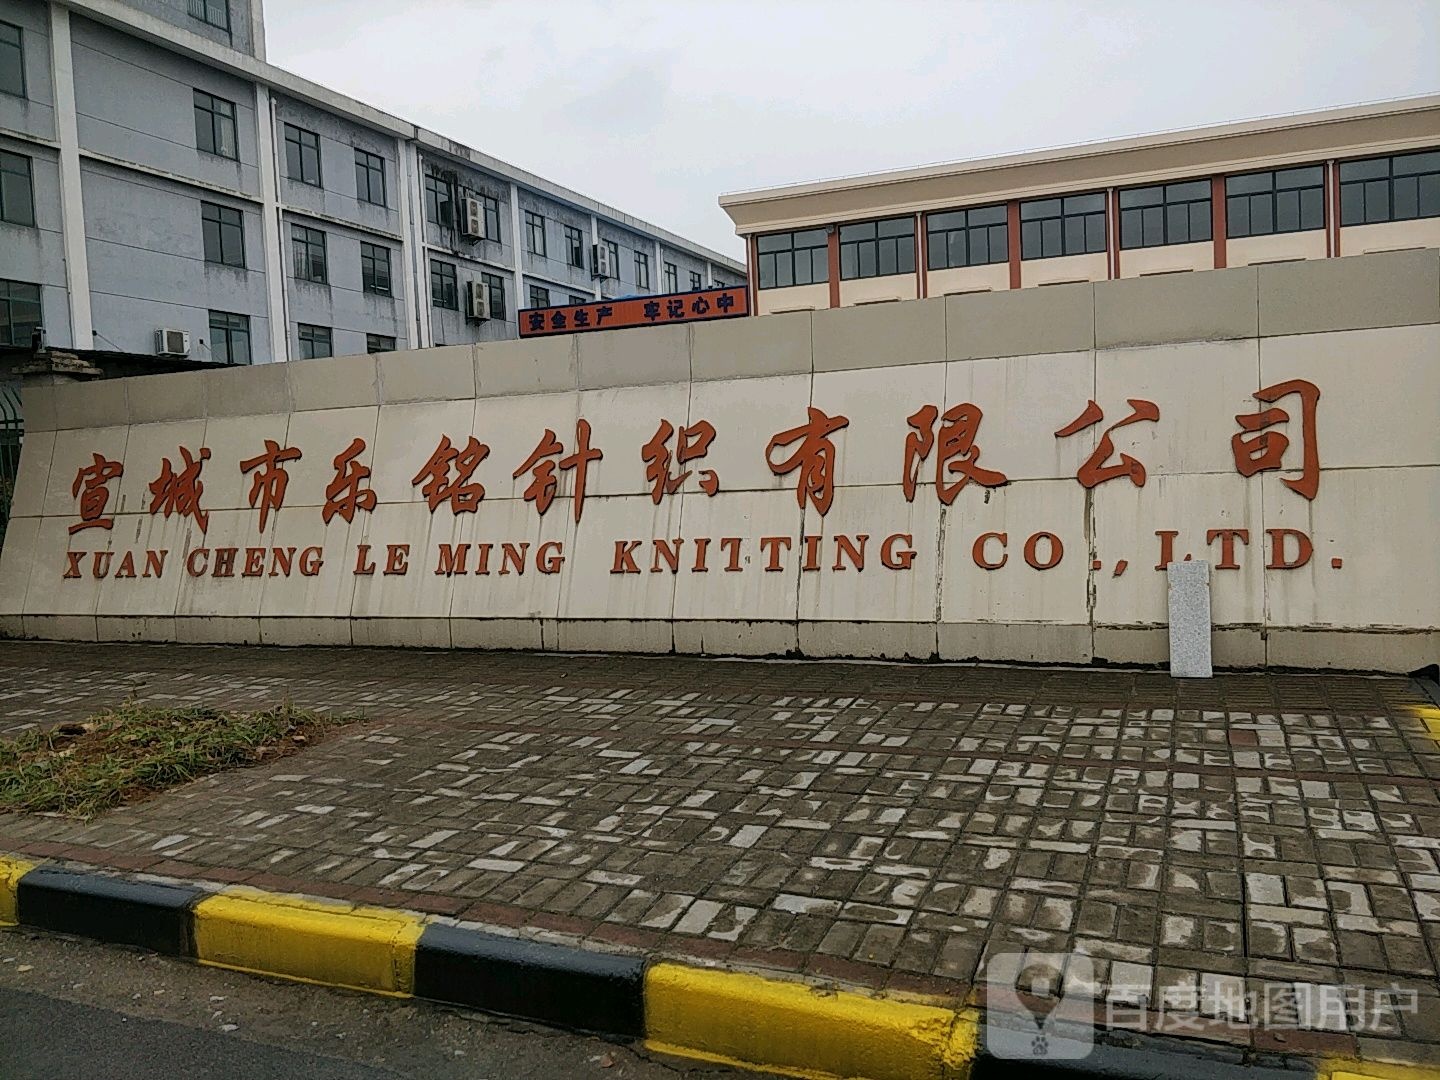 安全生产 牢记心中
宣城市乐铭针织有限公司
XUAN CHENG LE MING KNITTING CO., LTD.
百度地图用户